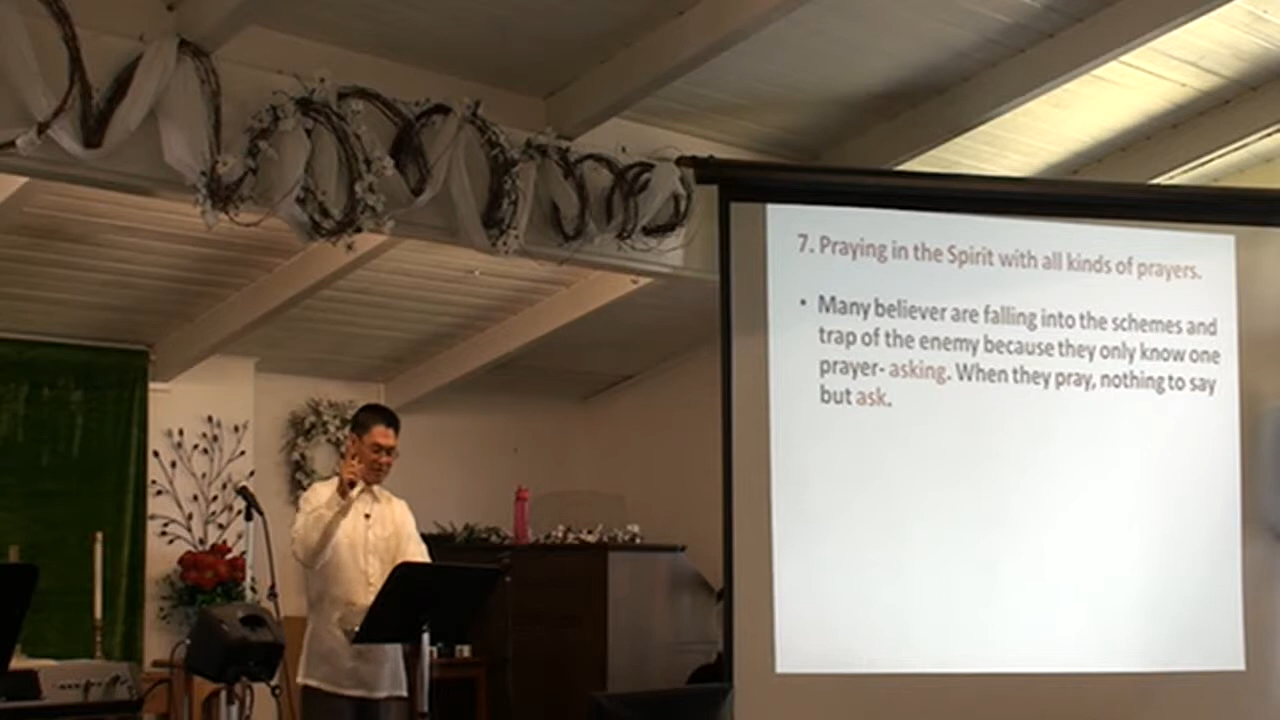 7. Praying in the Spirit with all kinds of prayers.
• Many believer are falling into the schemes and
trap of the enemy because they only know one
prayer- asking. When they pray, nothing to say
but ask.